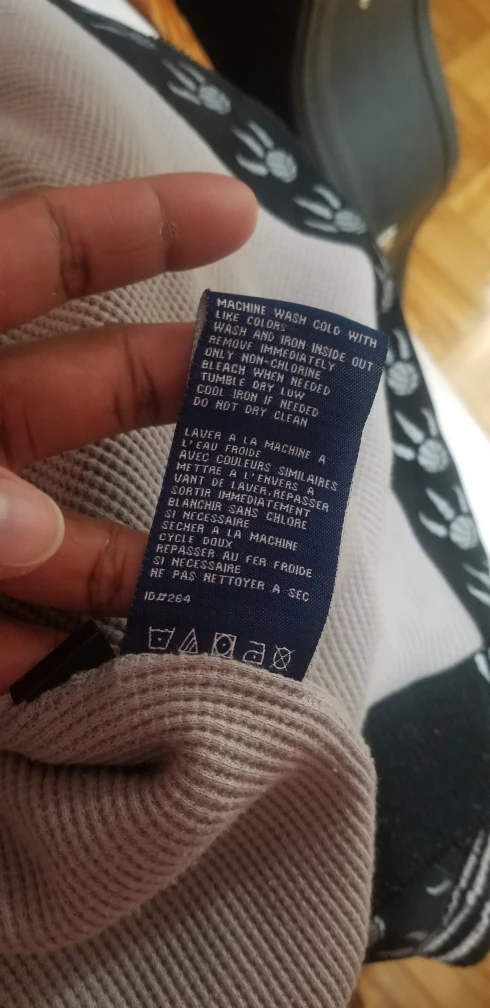 MACHINE WASH COLD WITH
LIKE COLORS
WASH AND IRON INSIDE OUT
REMOVE IMMEDIATELY
ONLY NON-CHLORINE
BLEACH WHEN NEEDED
TUMBLE DRY LOW
COOL IRON IF NEEDED
DO NOT DRY CLEAN
LAVER A LA MACHINE A
L'EAU FROIDE
AVEC COULEURS SIMILAIRES
METTRE A L'ENVERS A
VANT DE LAVER,REPASSER
SORTIR IMMEDIATEMENT
BLANCHIR SANS CHLORE
SI NECESSAIRE
SECHER A LA MACHINE
CYCLE DOUX
REPASSER AU FER FROIDE
SI NECESSAIRE
NE PAS NETTOYER A SEC
ID#264